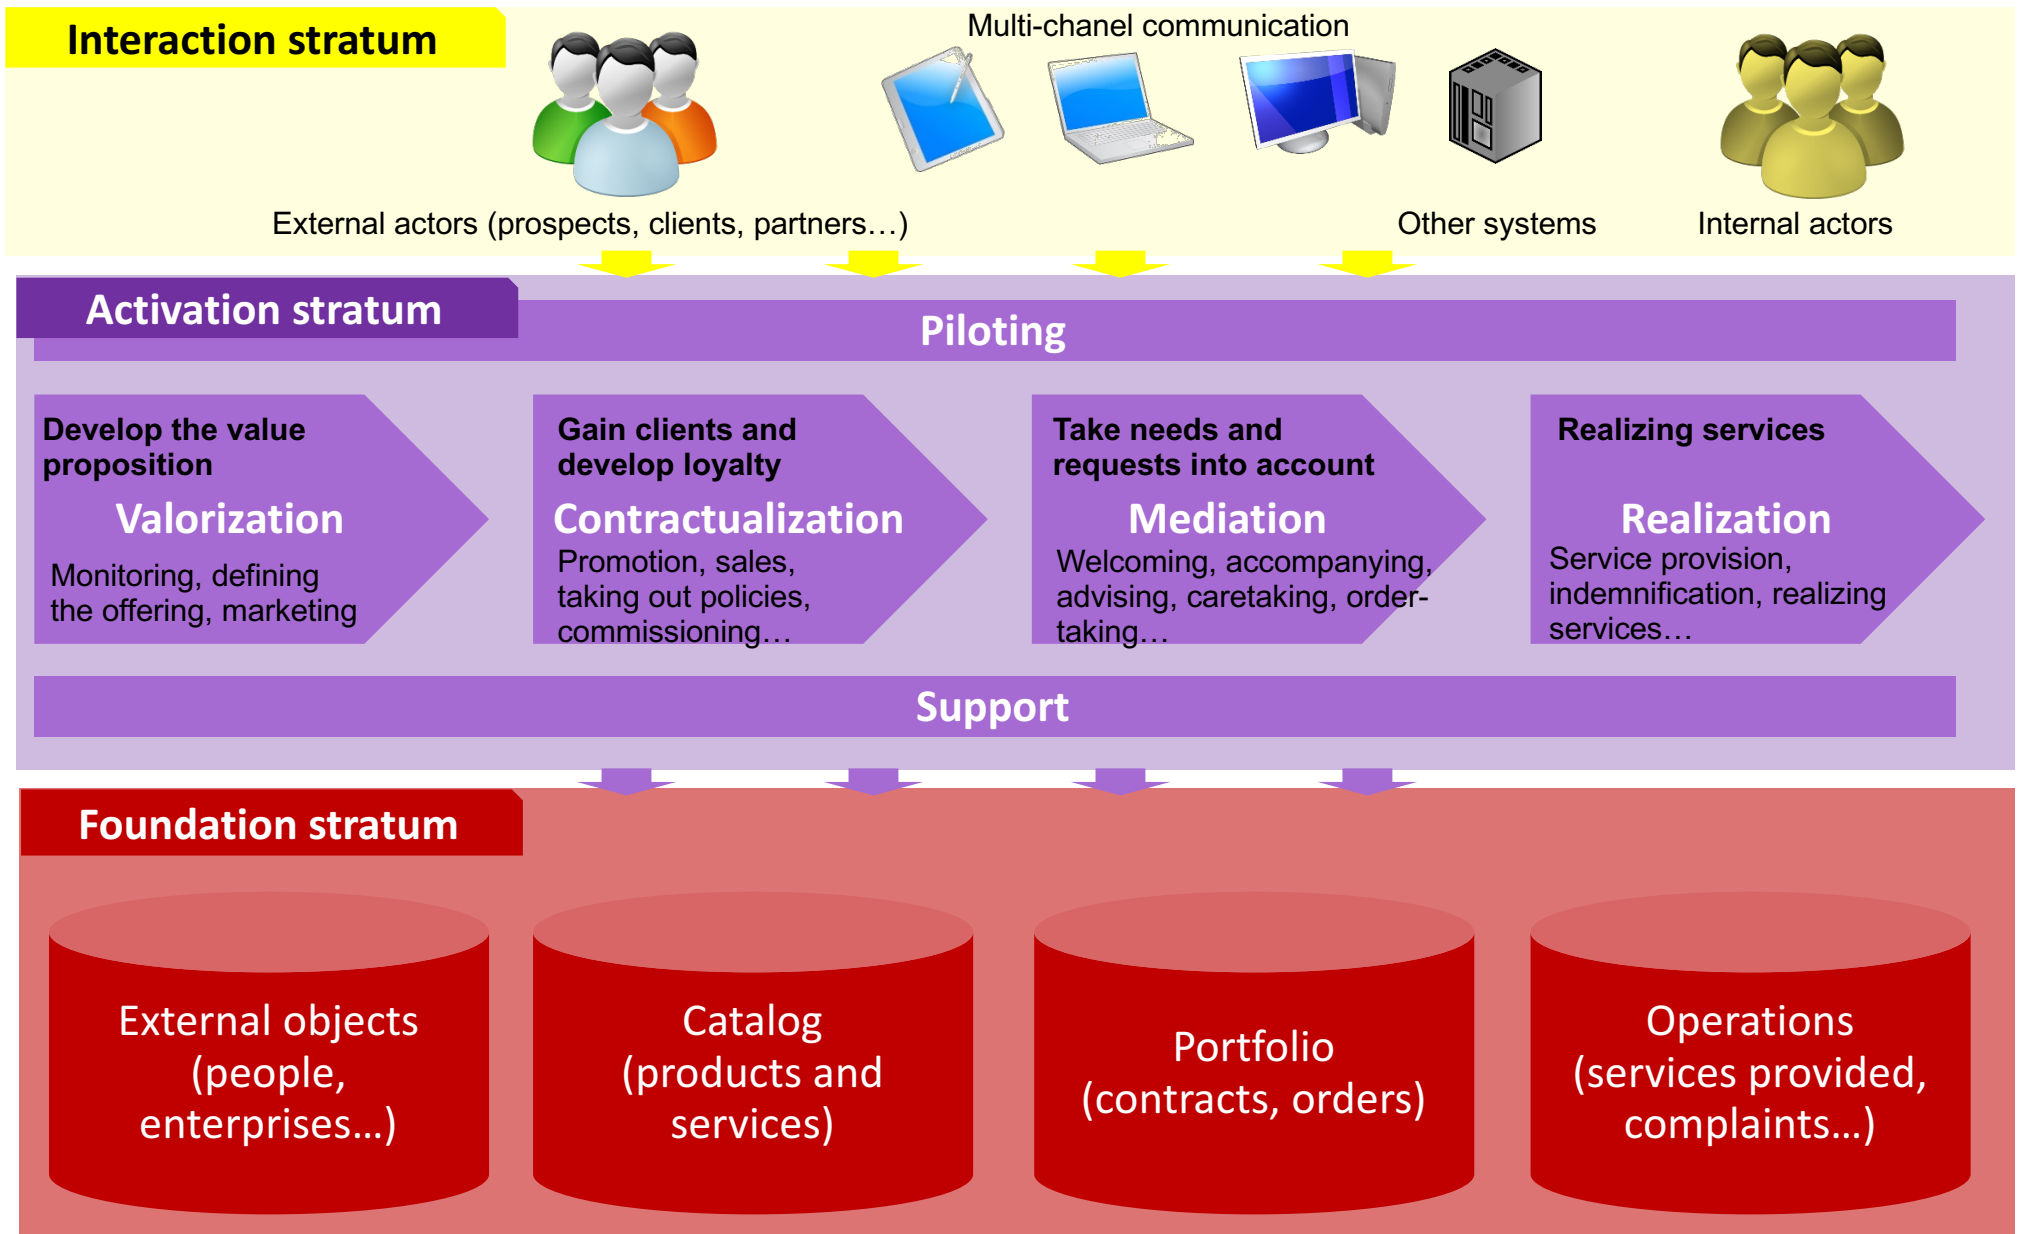 Interaction stratum
Multi-chanel communication
External actors (prospects, clients, partners…)
Other systems
Internal actors
Activation stratum
Piloting
Develop the value
proposition
Valorization
Monitoring, defining
the offering, marketing
Gain clients and
develop loyalty
Contractualization
Promotion, sales,
taking out policies,
commissioning…
Take needs and
requests into account
Mediation
Welcoming, accompanying,
advising, caretaking, order-
taking…
Realizing services
Realization
Service provision,
indemnification, realizing
services…
Support
Foundation stratum
External objects
(people,
enterprises…)
Catalog
(products and
services)
Portfolio
(contracts, orders)
Operations
(services provided,
complaints…)